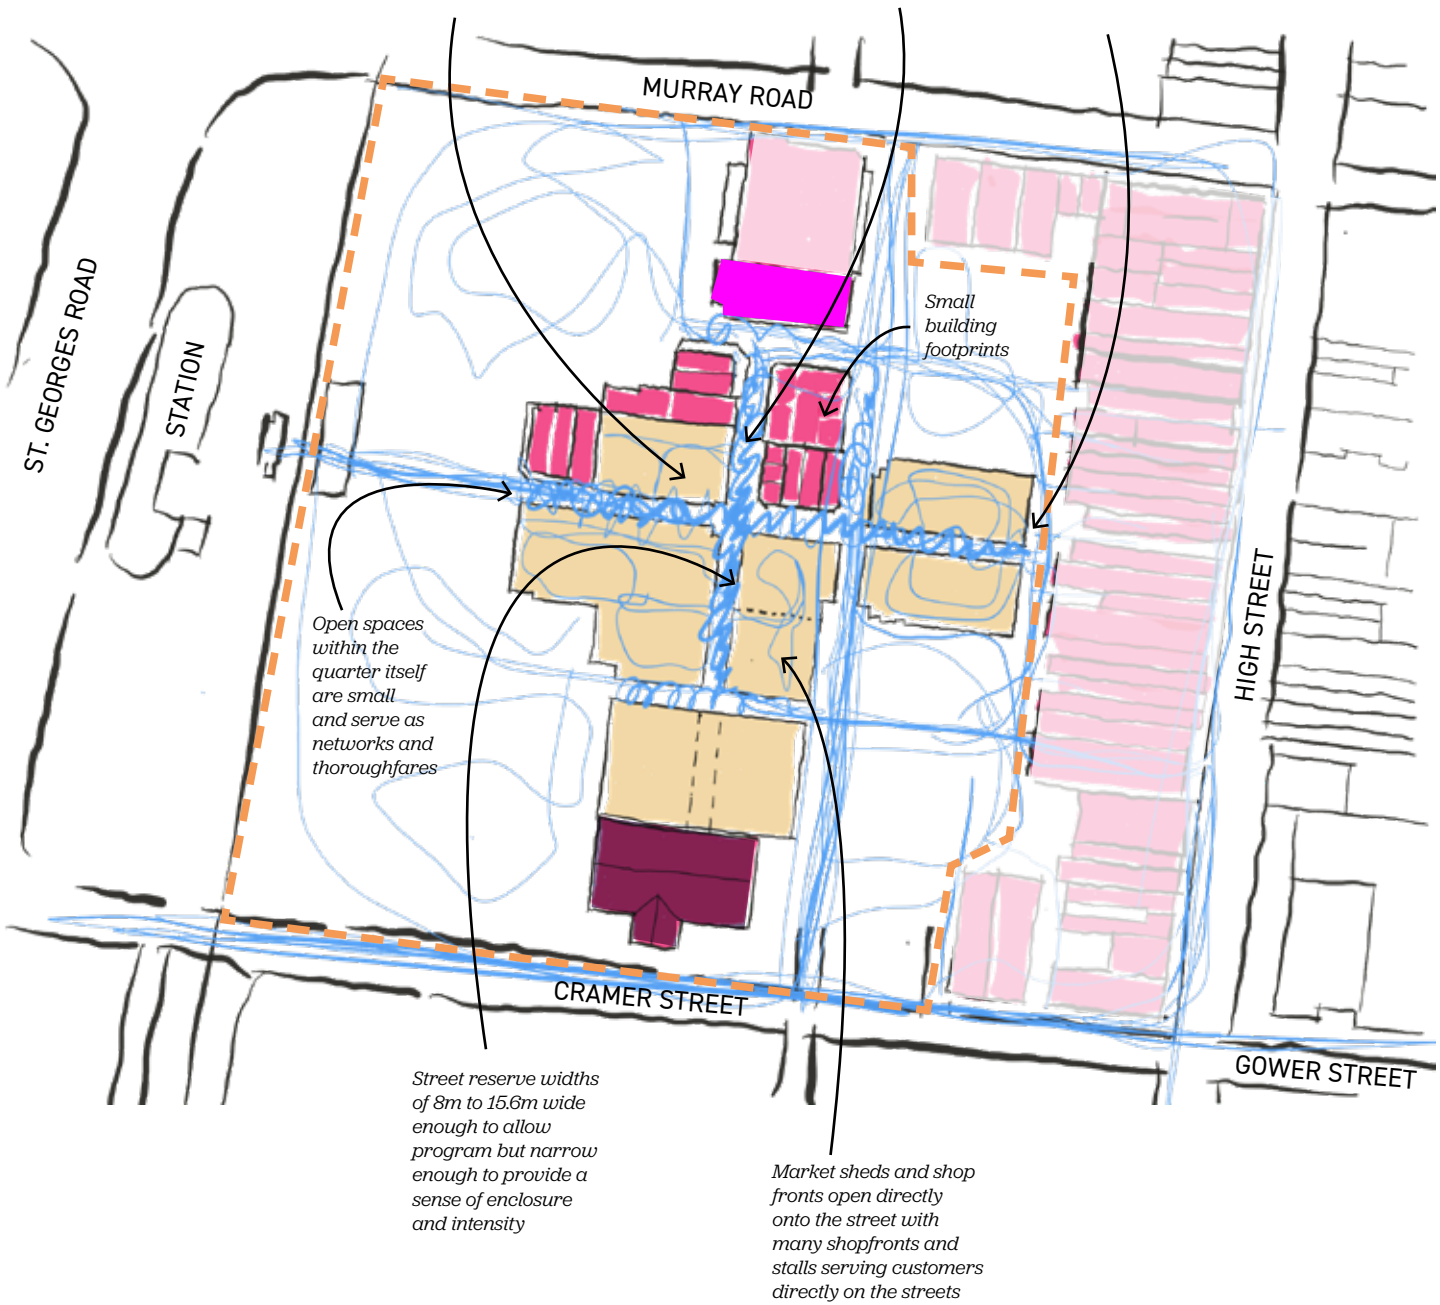 MURRAY ROAD
ST. GEORGES ROAD
STATION
Small
building
footprints
Open spaces
within the
quarter itself
are small
and serve as
networks and
thoroughfares
HIGH STREET
CRAMER STREET
GOWER STREET
Street reserve widths
of 8m to 15.6m wide
enough to allow
program but narrow
enough to provide a
sense of enclosure
and intensity
Market sheds and shop
fronts open directly
onto the street with
many shopfronts and
stalls serving customers
directly on the streets